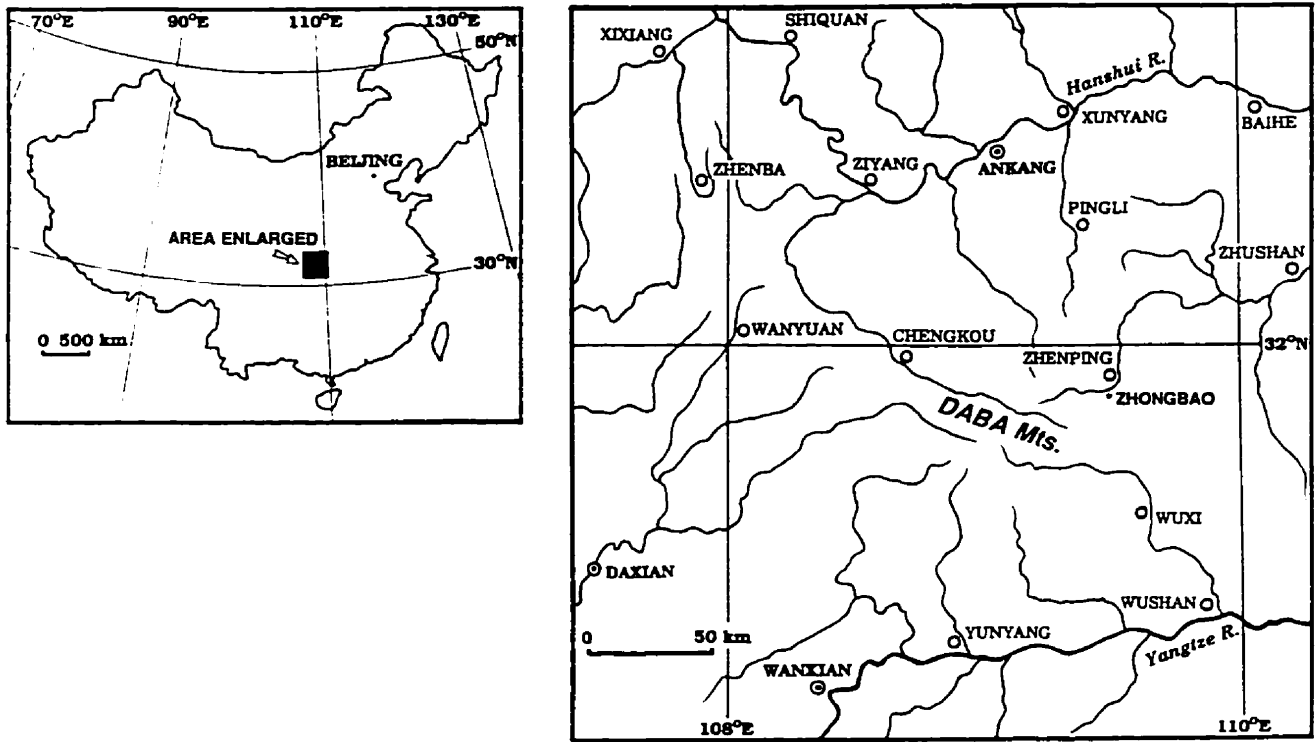 70°E 90°E 110°E 130°E
50°N
BEIJING
AREA ENLARGED
30°N
0 500 km
SHIQUAN
XIXIANG
Hanshui R.
XUNYANG
BAIHE
ZHENBA
ZIYANG
ANKANG
PINGLI
ZHUSHAN
WANYUAN
CHENGKOU
32°N
ZHENPING
ZHONGBAO
DABA Mts.
WUXI
DAXIAN
WUSHAN
0 50 km
YUNYANG
Yangtze R.
WANXIAN
108°E 110°E